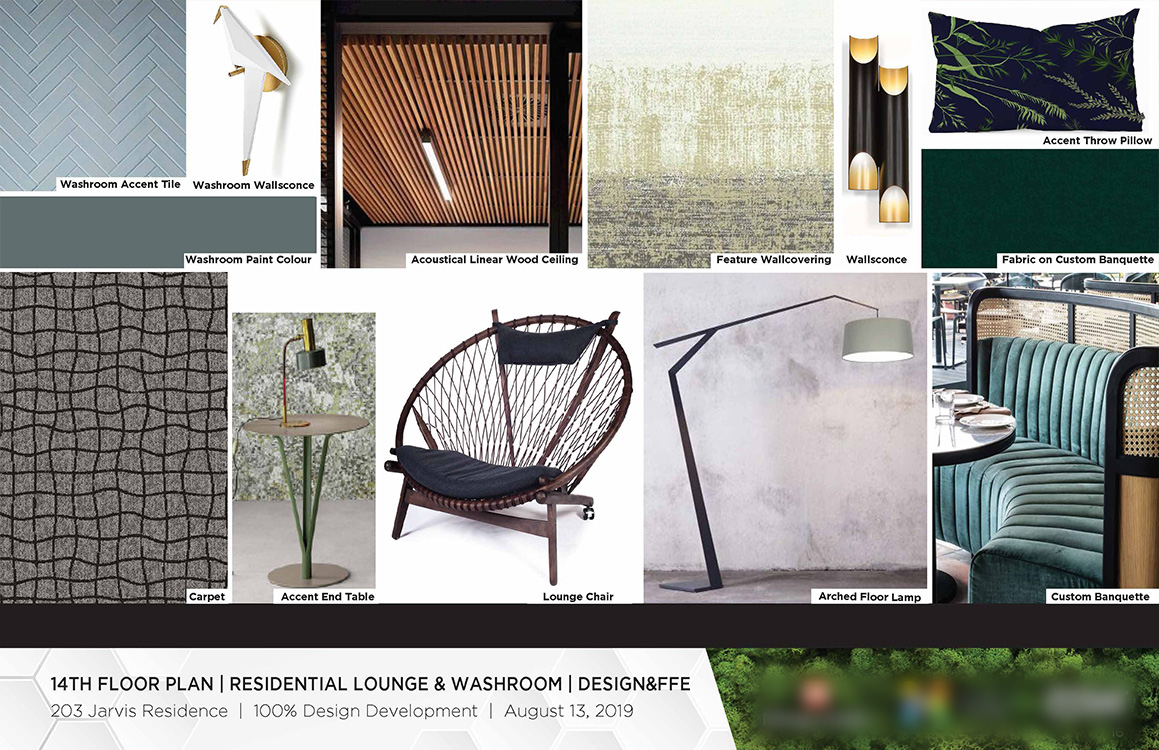 Washroom Accent Tile
Washroom Wallsconce
Accent Throw Pillow
Washroom Paint Colour
Acoustical Linear Wood Ceiling
Feature Wallcovering
Wallsconce
Fabric on Custom Banquette
Carpet
Accent End Table
Lounge Chair
Arched Floor Lamp
Custom Banquette
14TH FLOOR PLAN | RESIDENTIAL LOUNGE & WASHROOM | DESIGN&FFE
203 Jarvis Residence | 100% Design Development | August 13, 2019